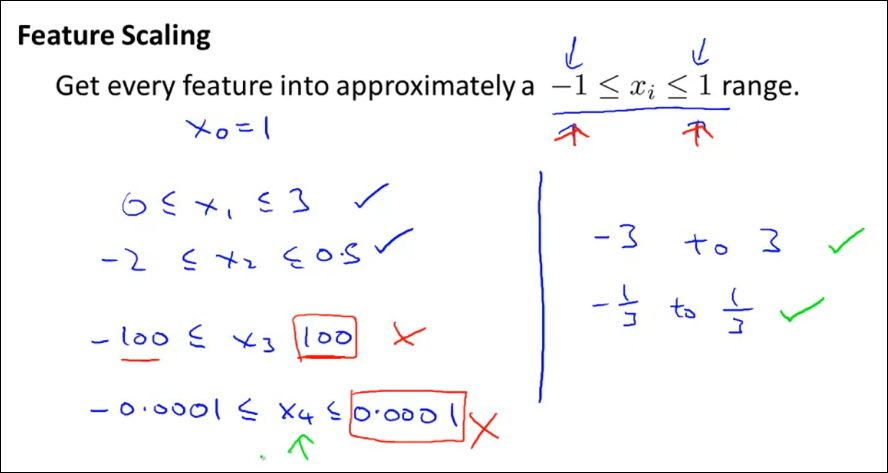 Feature Scaling
Get every feature into approximately a −1 ≤ xᵢ ≤ 1 range.
x₀ = 1
0 ≤ x₁ ≤ 3 ✓
-2 ≤ x₂ ≤ 0.5 ✓
-100 ≤ x₃ 100 ✗
-0.0001 ≤ x₄ ≤ 0.0001 ✗
-3 to 3 ✓
-1/3 to 1/3 ✓